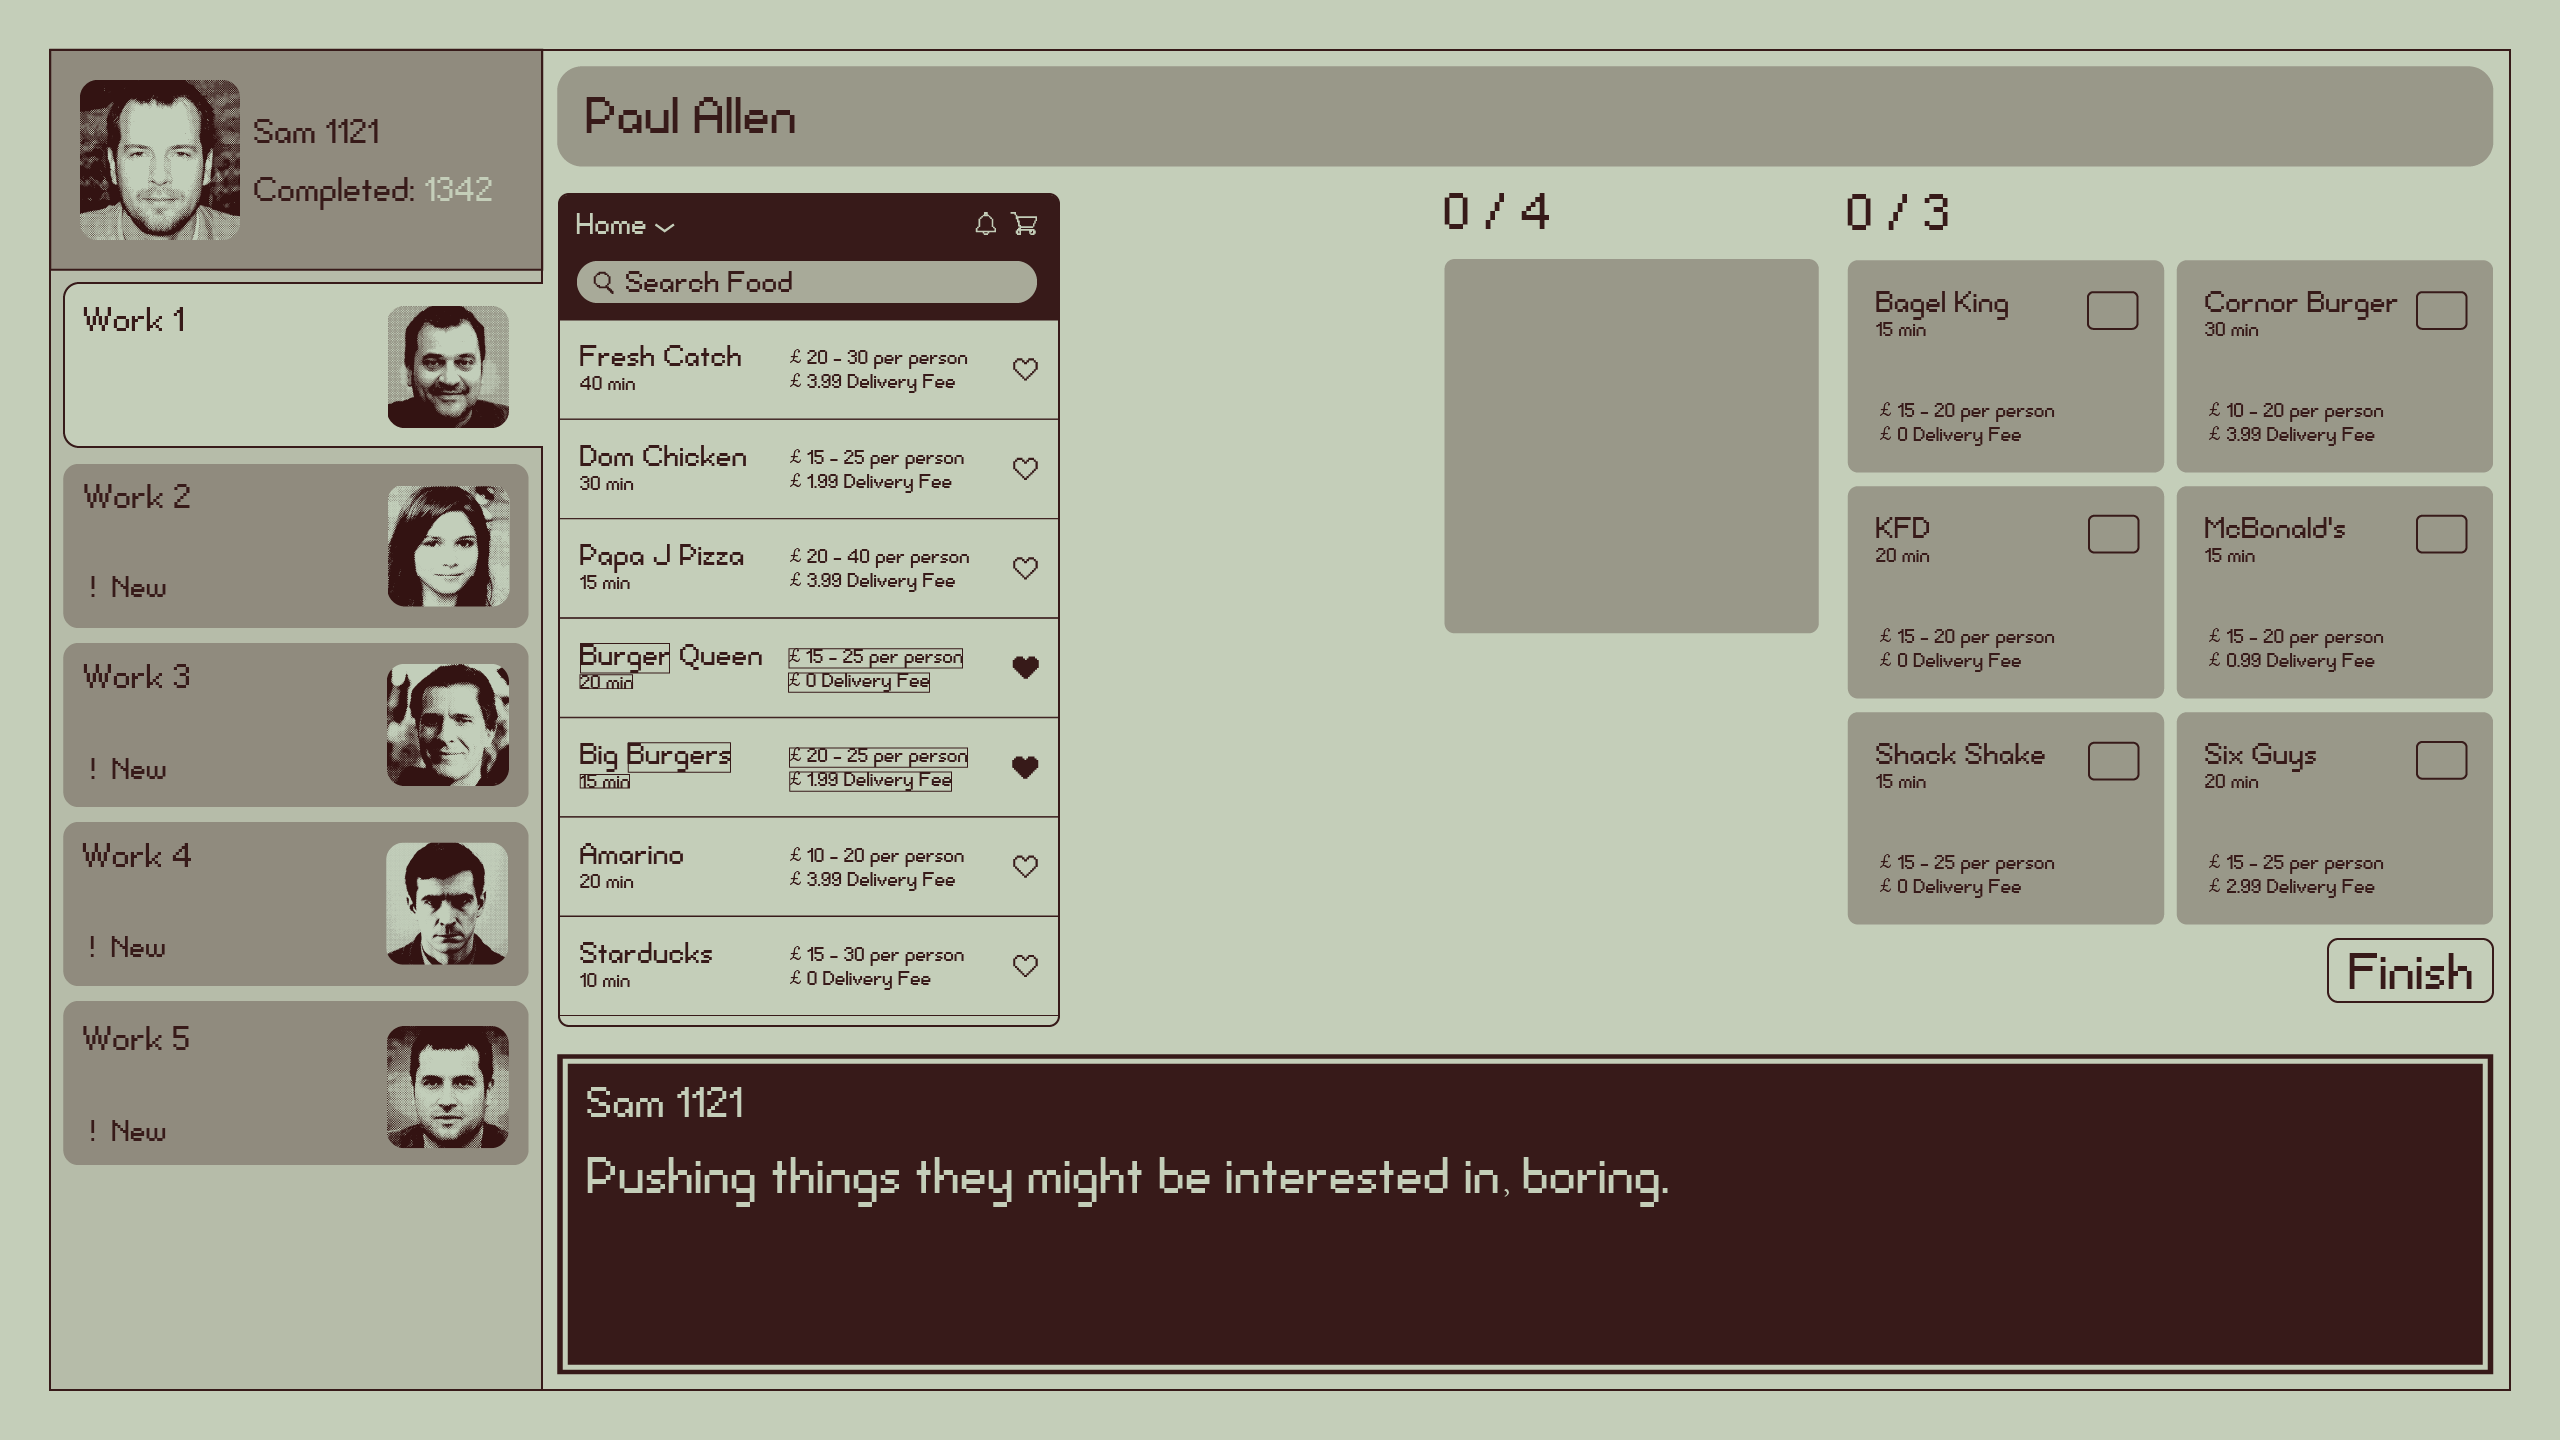 Sam 1121
Completed: 1342
Work 1
Work 2
! New
Work 3
! New
Work 4
! New
Work 5
! New
Paul Allen
Home
Search Food
Fresh Catch
40 min
£ 20 - 30 per person
£ 3.99 Delivery Fee
Dom Chicken
30 min
£ 15 - 25 per person
£ 1.99 Delivery Fee
Papa J Pizza
15 min
£ 20 - 40 per person
£ 3.99 Delivery Fee
Burger Queen
20 min
£ 15 - 25 per person
£ 0 Delivery Fee
Big Burgers
15 min
£ 20 - 25 per person
£ 1.99 Delivery Fee
Amarino
20 min
£ 10 - 20 per person
£ 3.99 Delivery Fee
Starducks
10 min
£ 15 - 30 per person
£ 0 Delivery Fee
0 / 4
0 / 3
Bagel King
15 min
£ 15 - 20 per person
£ 0 Delivery Fee
Cornor Burger
30 min
£ 10 - 20 per person
£ 3.99 Delivery Fee
KFD
20 min
£ 15 - 20 per person
£ 0 Delivery Fee
McBonald's
15 min
£ 15 - 20 per person
£ 0.99 Delivery Fee
Shack Shake
15 min
£ 15 - 25 per person
£ 0 Delivery Fee
Six Guys
20 min
£ 15 - 25 per person
£ 2.99 Delivery Fee
Finish
Sam 1121
Pushing things they might be interested in, boring.